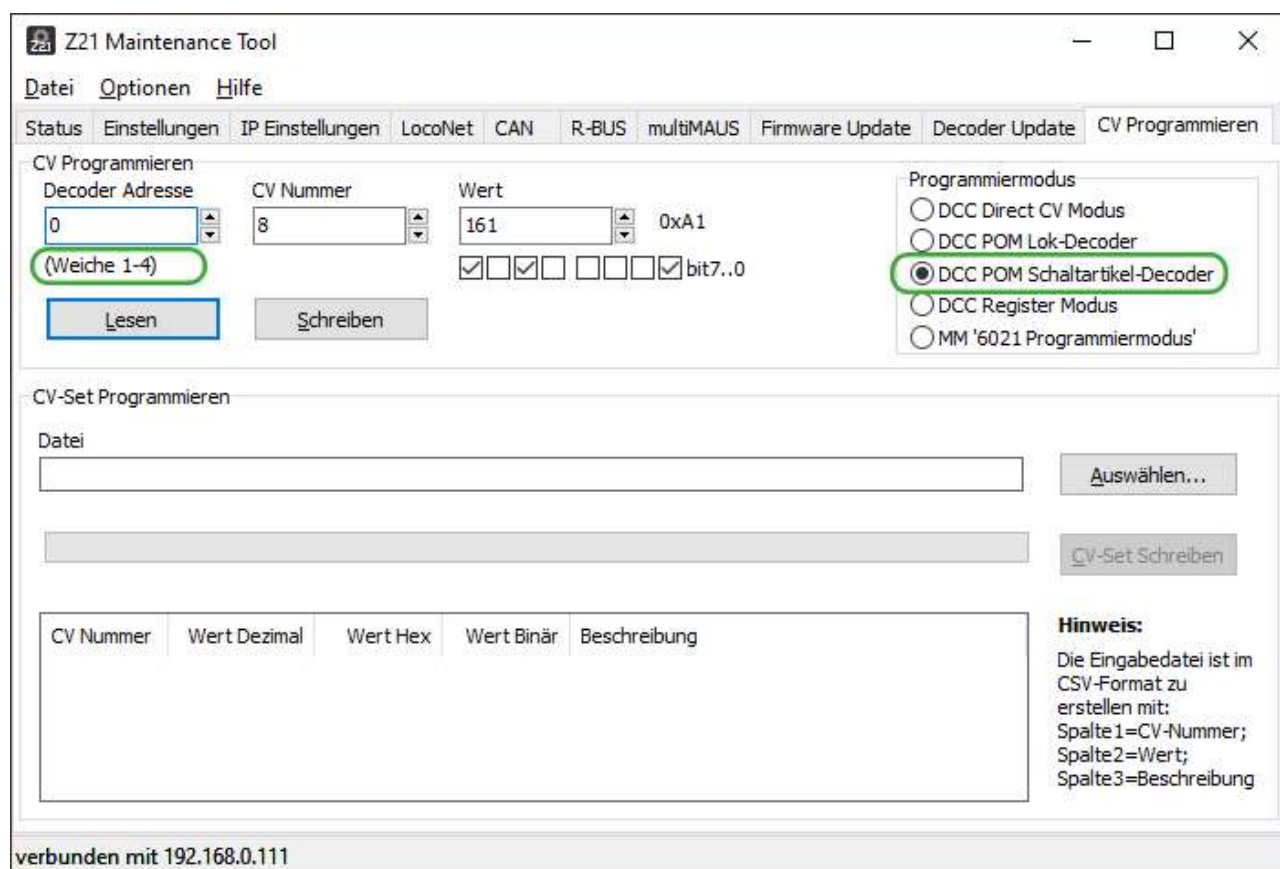 Z21 Maintenance Tool
Datei Optionen Hilfe
Status Einstellungen IP Einstellungen LocoNet CAN R-BUS multiMAUS Firmware Update Decoder Update CV Programmieren
CV Programmieren
Decoder Adresse CV Nummer Wert
0 8 161 0xA1
(Weiche 1-4)
bit7..0
Lesen Schreiben
Programmiermodus
DCC Direct CV Modus
DCC POM Lok-Decoder
DCC POM Schaltartikel-Decoder
DCC Register Modus
MM '6021 Programmiermodus'
CV-Set Programmieren
Datei
Auswählen...
CV-Set Schreiben
CV Nummer Wert Dezimal Wert Hex Wert Binär Beschreibung
Hinweis:
Die Eingabedatei ist im
CSV-Format zu
erstellen mit:
Spalte1=CV-Nummer;
Spalte2=Wert;
Spalte3=Beschreibung
verbunden mit 192.168.0.111